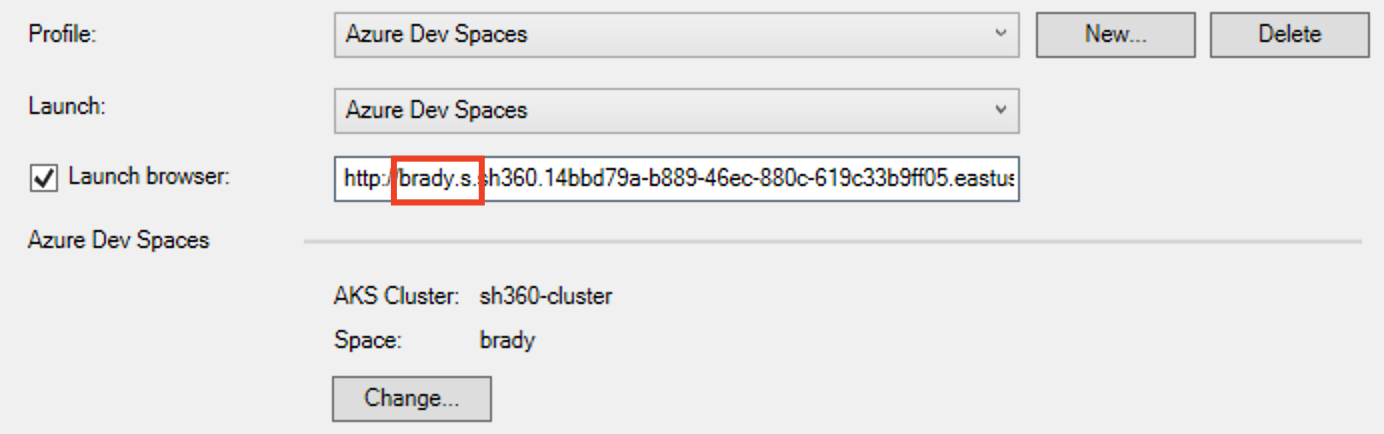 Profile: Azure Dev Spaces New... Delete
Launch: Azure Dev Spaces
Launch browser: http://brady.s.sh360.14bbd79a-b889-46ec-880c-619c33b9ff05.eastus
Azure Dev Spaces
AKS Cluster: sh360-cluster
Space: brady
Change...